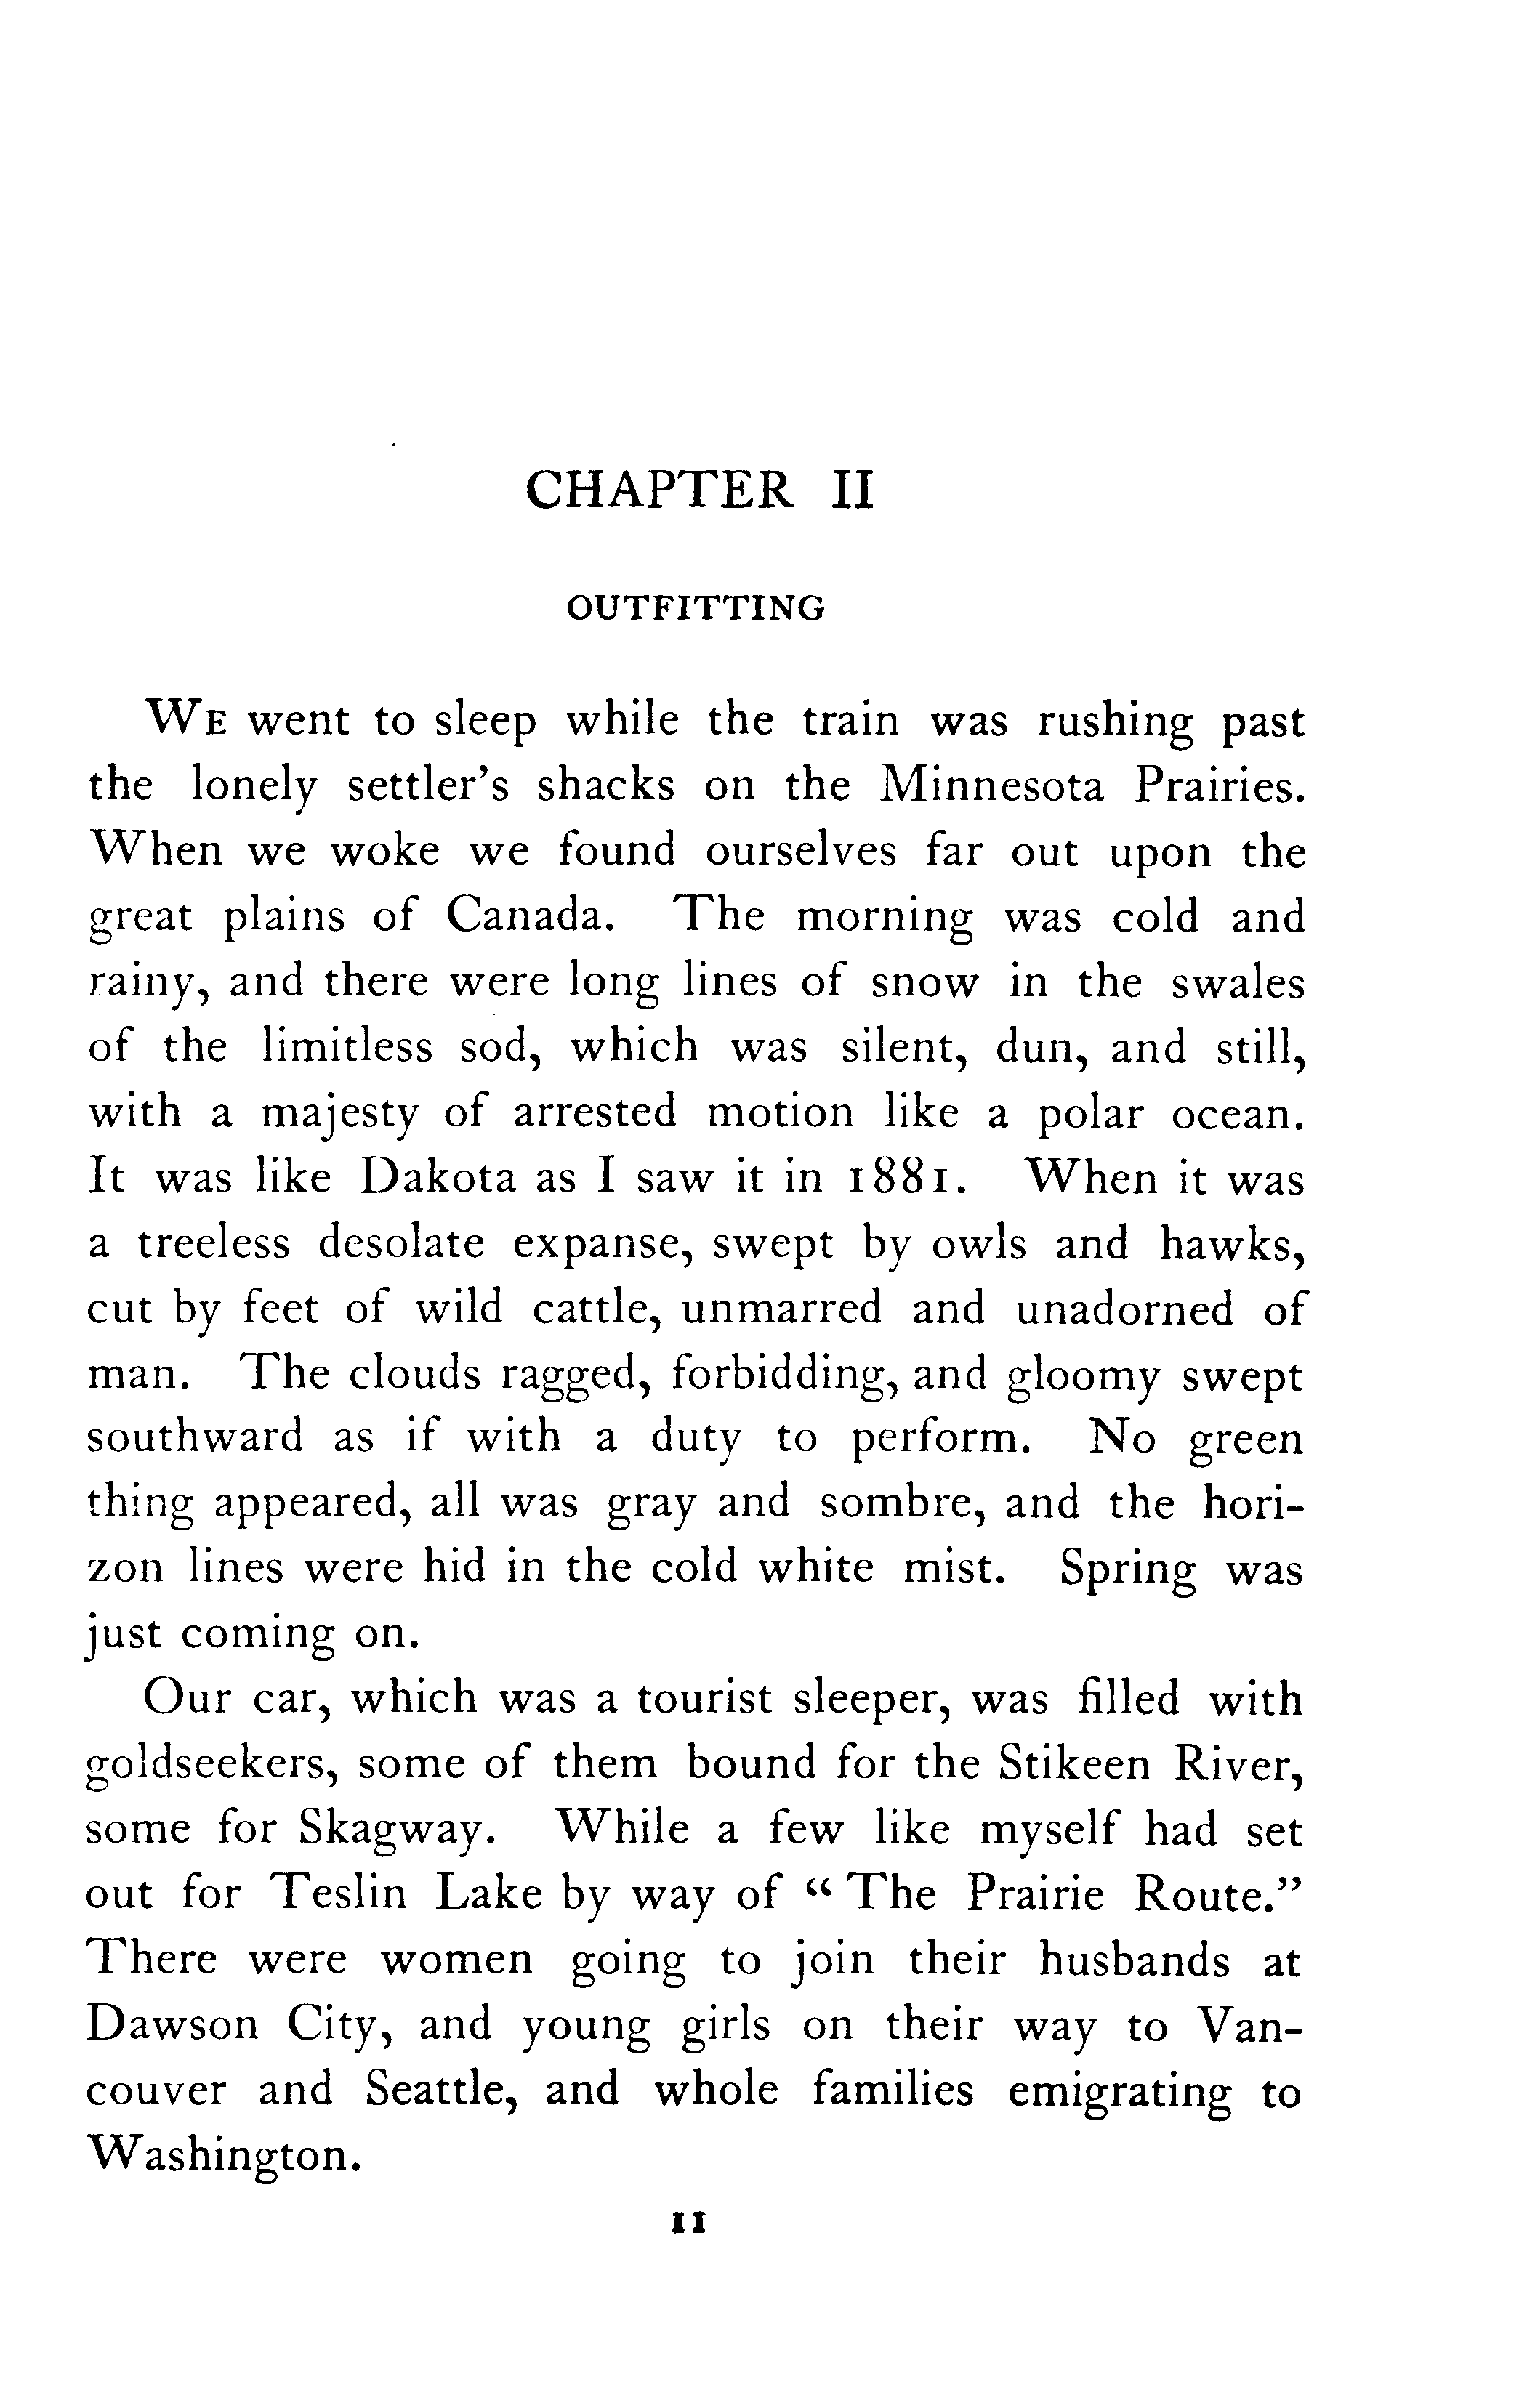 CHAPTER II
OUTFITTING
WE went to sleep while the train was rushing past
the lonely settler's shacks on the Minnesota Prairies.
When we woke we found ourselves far out upon the
great plains of Canada. The morning was cold and
rainy, and there were long lines of snow in the swales
of the limitless sod, which was silent, dun, and still,
with a majesty of arrested motion like a polar ocean.
It was like Dakota as I saw it in 1881. When it was
a treeless desolate expanse, swept by owls and hawks,
cut by feet of wild cattle, unmarred and unadorned of
man. The clouds ragged, forbidding, and gloomy swept
southward as if with a duty to perform. No green
thing appeared, all was gray and sombre, and the hori-
zon lines were hid in the cold white mist. Spring was
just coming on.
Our car, which was a tourist sleeper, was filled with
goldseekers, some of them bound for the Stikeen River,
some for Skagway. While a few like myself had set
out for Teslin Lake by way of “The Prairie Route.”
There were women going to join their husbands at
Dawson City, and young girls on their way to Van-
couver and Seattle, and whole families emigrating to
Washington.
11